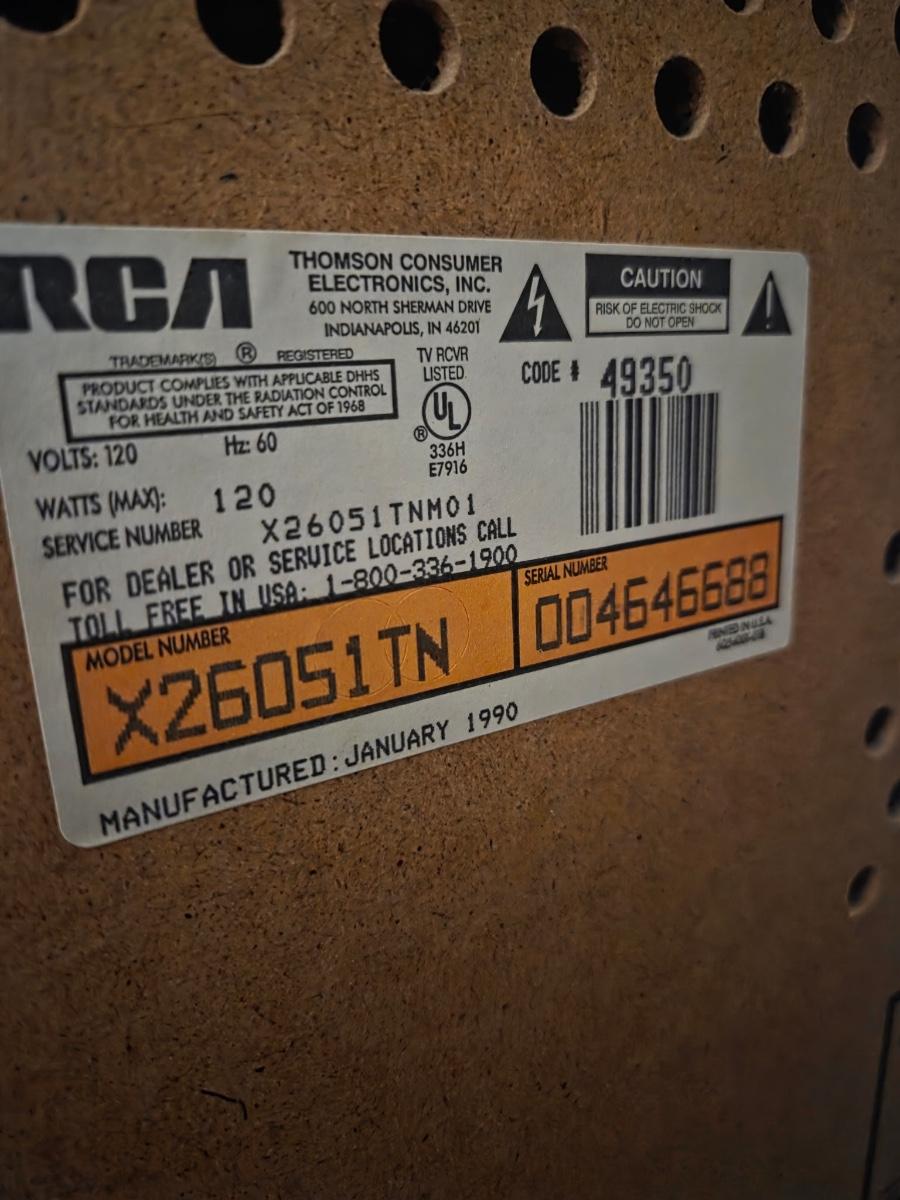 RCA
THOMSON CONSUMER
ELECTRONICS, INC.
600 NORTH SHERMAN DRIVE
INDIANAPOLIS, IN 46201
CAUTION
RISK OF ELECTRIC SHOCK
DO NOT OPEN
TRADEMARK(S) ® REGISTERED
PRODUCT COMPLIES WITH APPLICABLE DHHS
STANDARDS UNDER THE RADIATION CONTROL
FOR HEALTH AND SAFETY ACT OF 1968
TV RCVR
LISTED
UL ®
336H
E7916
CODE # 49350
VOLTS: 120 Hz: 60
WATTS (MAX): 120
SERVICE NUMBER X26051TNM01
FOR DEALER OR SERVICE LOCATIONS CALL
TOLL FREE IN USA: 1-800-336-1900
MODEL NUMBER
X26051TN
SERIAL NUMBER
004646688
PRINTED IN U.S.A.
MANUFACTURED: JANUARY 1990